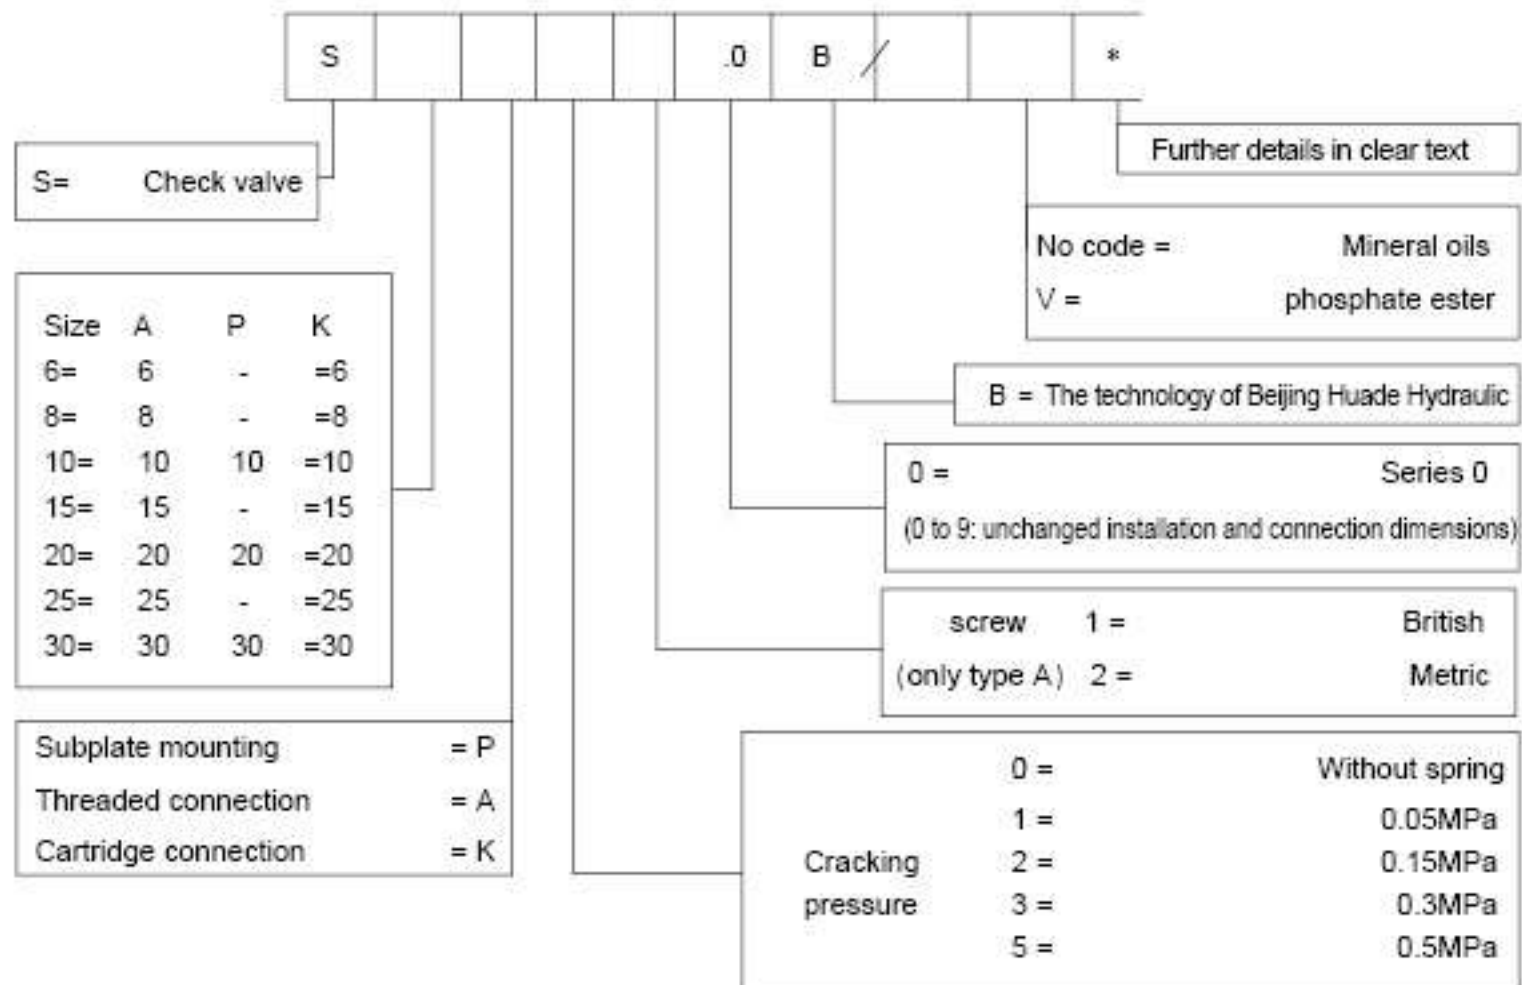 S .0 B / *
Further details in clear text
S= Check valve
No code = Mineral oils
V = phosphate ester
Size A P K
6= 6 - =6
8= 8 - =8
10= 10 10 =10
15= 15 - =15
20= 20 20 =20
25= 25 - =25
30= 30 30 =30
B = The technology of Beijing Huade Hydraulic
0 = Series 0
(0 to 9: unchanged installation and connection dimensions)
screw 1 = British
(only type A) 2 = Metric
Subplate mounting = P
Threaded connection = A
Cartridge connection = K
0 = Without spring
1 = 0.05MPa
Cracking 2 = 0.15MPa
pressure 3 = 0.3MPa
5 = 0.5MPa